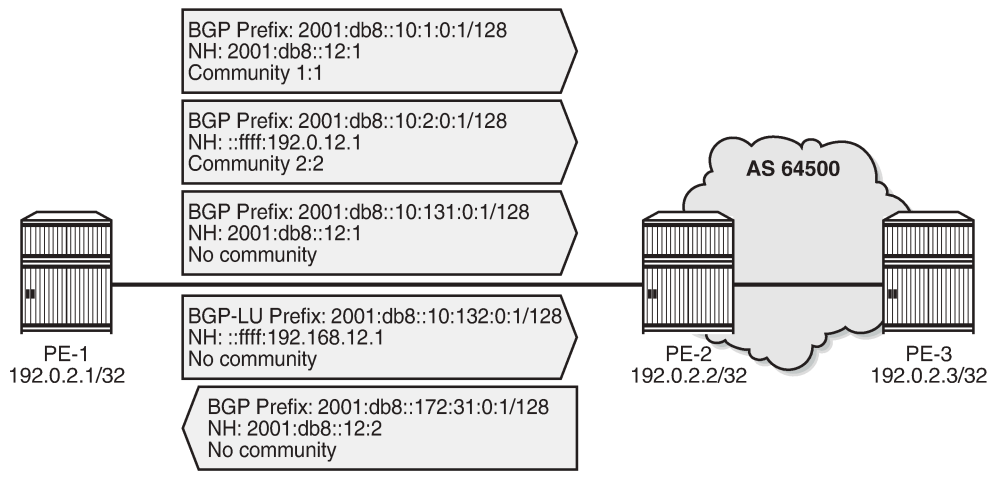 BGP Prefix: 2001:db8::10:1:0:1/128
NH: 2001:db8::12:1
Community 1:1
BGP Prefix: 2001:db8::10:2:0:1/128
NH: ::ffff:192.0.12.1
Community 2:2
AS 64500
BGP Prefix: 2001:db8::10:131:0:1/128
NH: 2001:db8::12:1
No community
BGP-LU Prefix: 2001:db8::10:132:0:1/128
NH: ::ffff:192.168.12.1
No community
PE-1
192.0.2.1/32
PE-2
192.0.2.2/32
PE-3
192.0.2.3/32
BGP Prefix: 2001:db8::172:31:0:1/128
NH: 2001:db8::12:2
No community